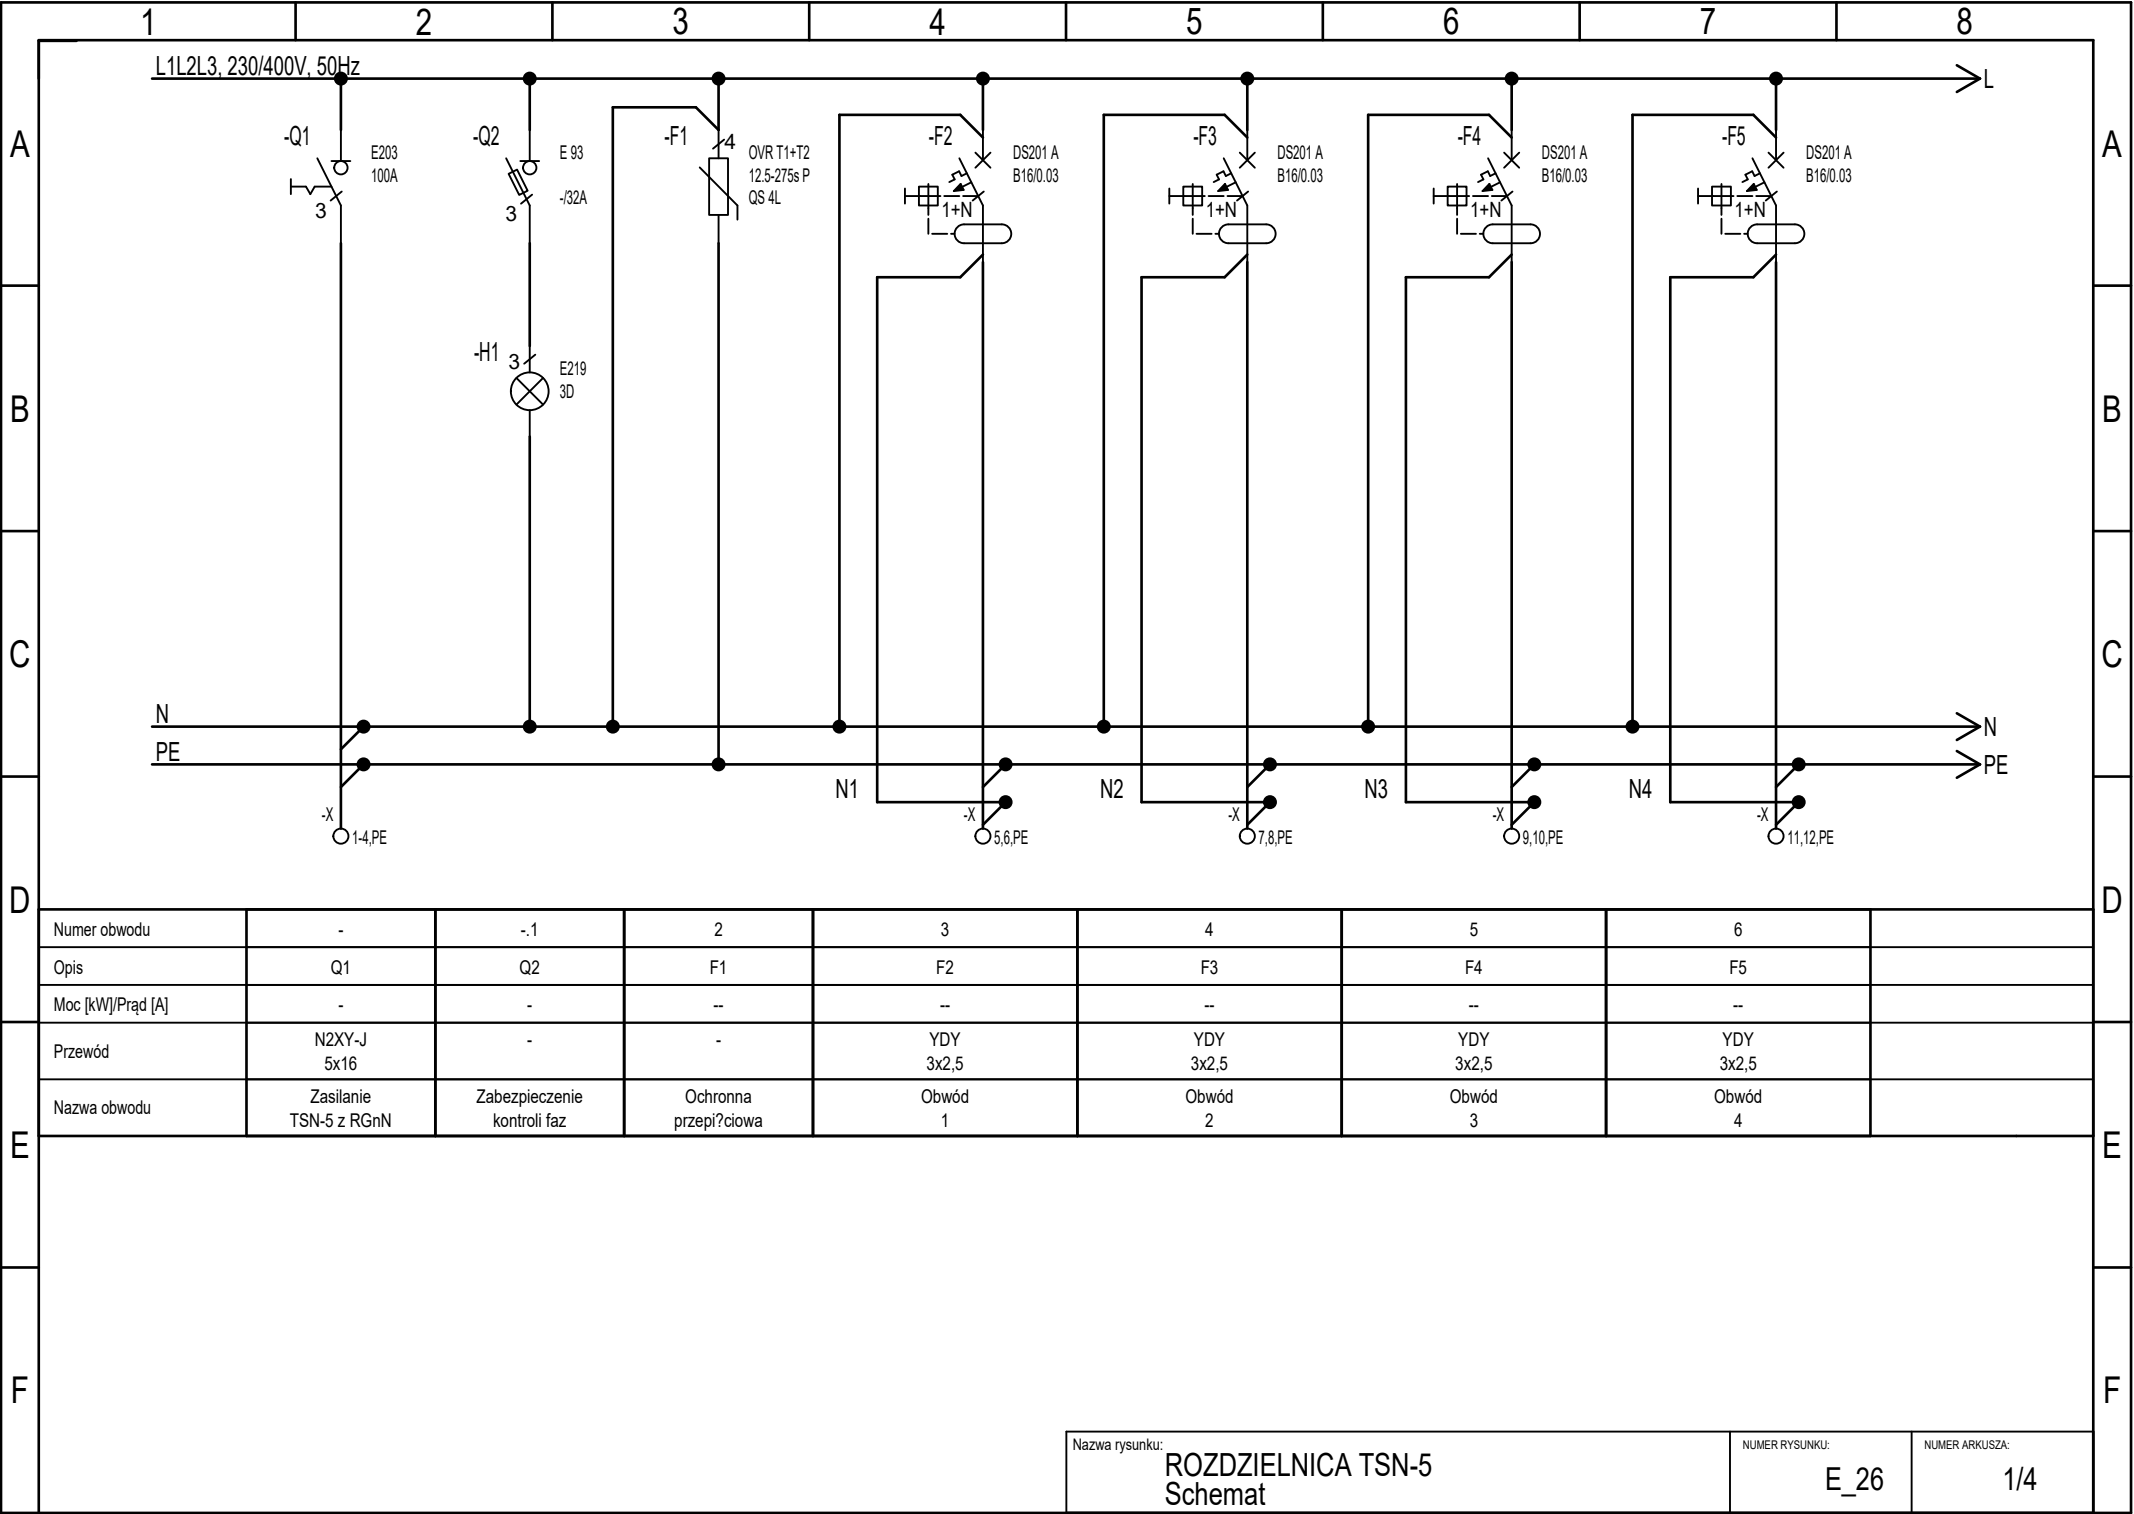 1 2 3 4 5 6 7 8
L1L2L3, 230/400V, 50Hz
L
A A
-Q1
E203
100A
3
-Q2
E 93
-/32A
3
-F1
4
OVR T1+T2
12.5-275s P
QS 4L
-F2
DS201 A
B16/0.03
1+N
-F3
DS201 A
B16/0.03
1+N
-F4
DS201 A
B16/0.03
1+N
-F5
DS201 A
B16/0.03
1+N
-H1
3
E219
3D
B B
C C
N N
PE PE
N1 N2 N3 N4
-X -X -X -X -X
1-4,PE 5,6,PE 7,8,PE 9,10,PE 11,12,PE
D D
Numer obwodu - -.1 2 3 4 5 6
Opis Q1 Q2 F1 F2 F3 F4 F5
Moc [kW]/Prąd [A] - - -- -- -- -- --
Przewód
N2XY-J
5x16
-
-
YDY
3x2,5
YDY
3x2,5
YDY
3x2,5
YDY
3x2,5
Nazwa obwodu
Zasilanie
TSN-5 z RGnN
Zabezpieczenie
kontroli faz
Ochronna
przepi?ciowa
Obwód
1
Obwód
2
Obwód
3
Obwód
4
E E
F F
Nazwa rysunku:
ROZDZIELNICA TSN-5
Schemat
NUMER RYSUNKU:
E_26
NUMER ARKUSZA:
1/4